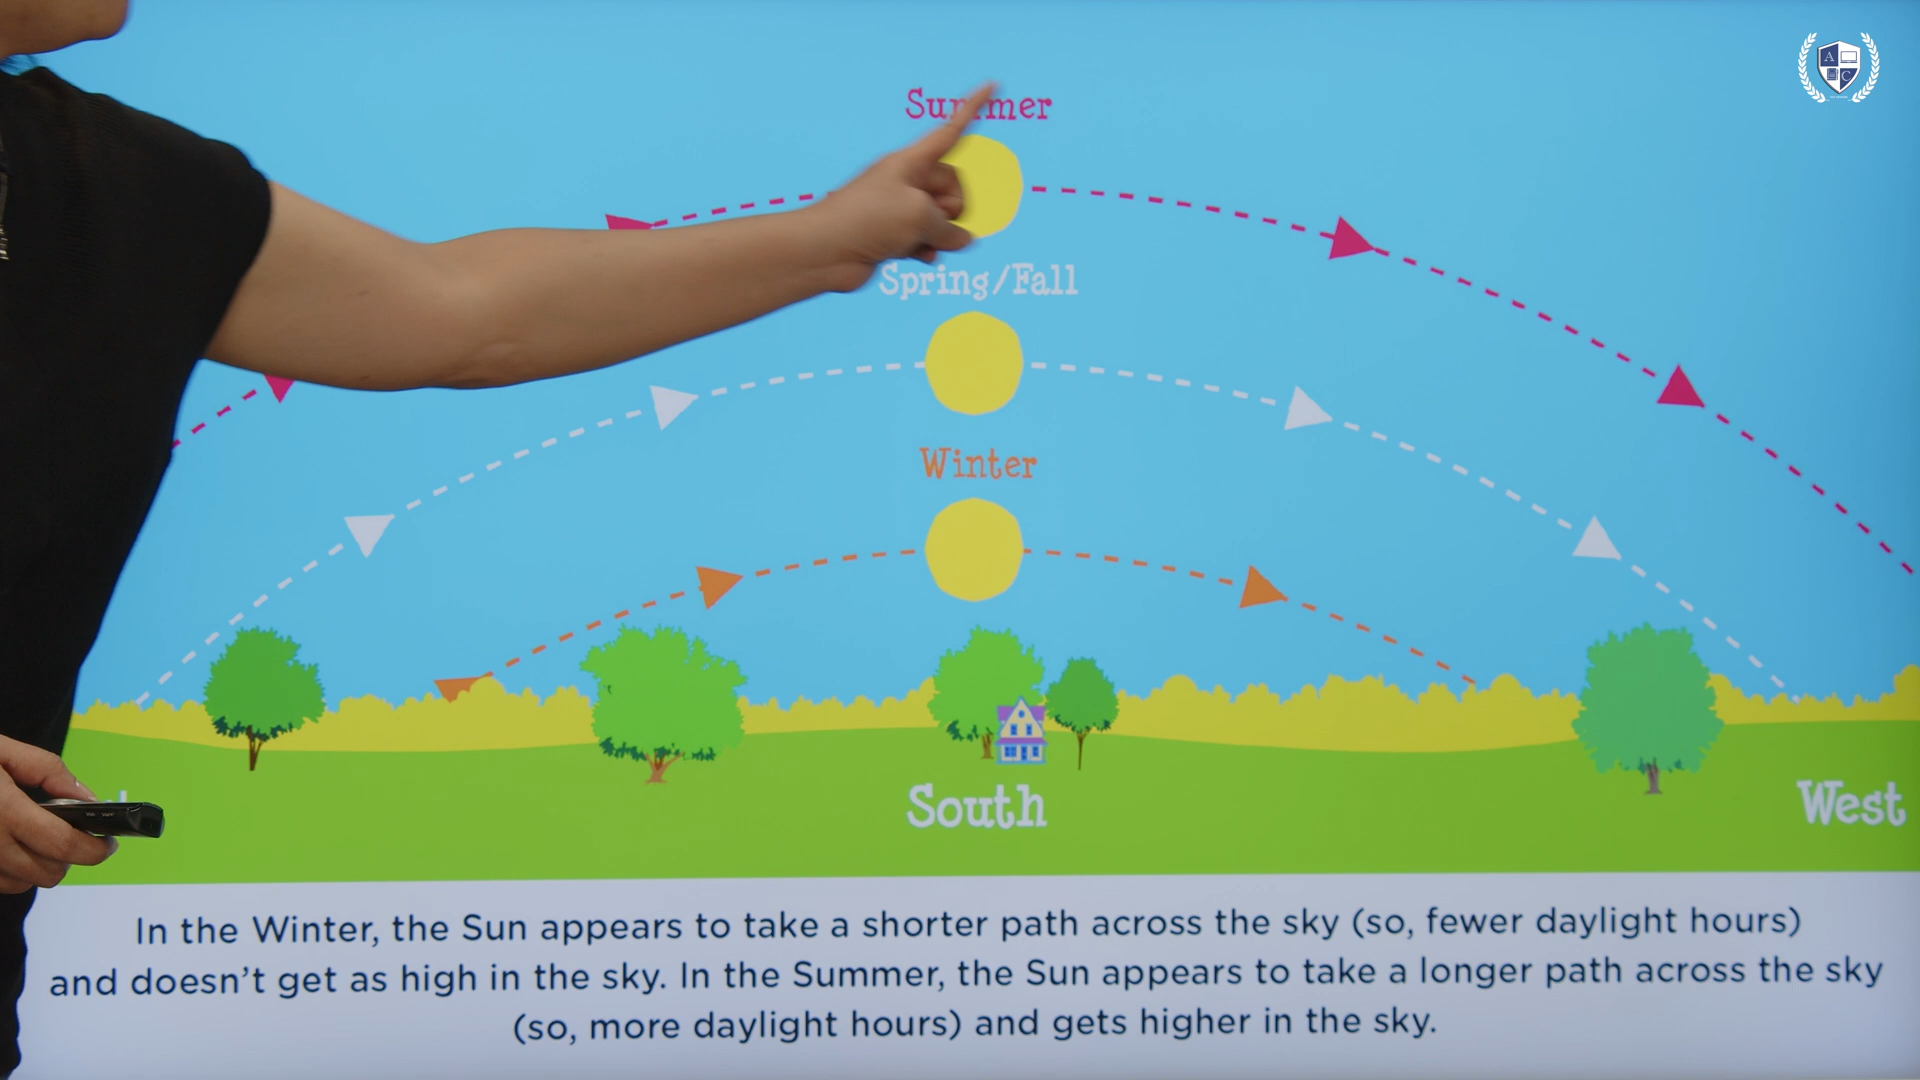 Summer
Spring/Fall
Winter
South
West
In the Winter, the Sun appears to take a shorter path across the sky (so, fewer daylight hours)
and doesn't get as high in the sky. In the Summer, the Sun appears to take a longer path across the sky
(so, more daylight hours) and gets higher in the sky.
A
C